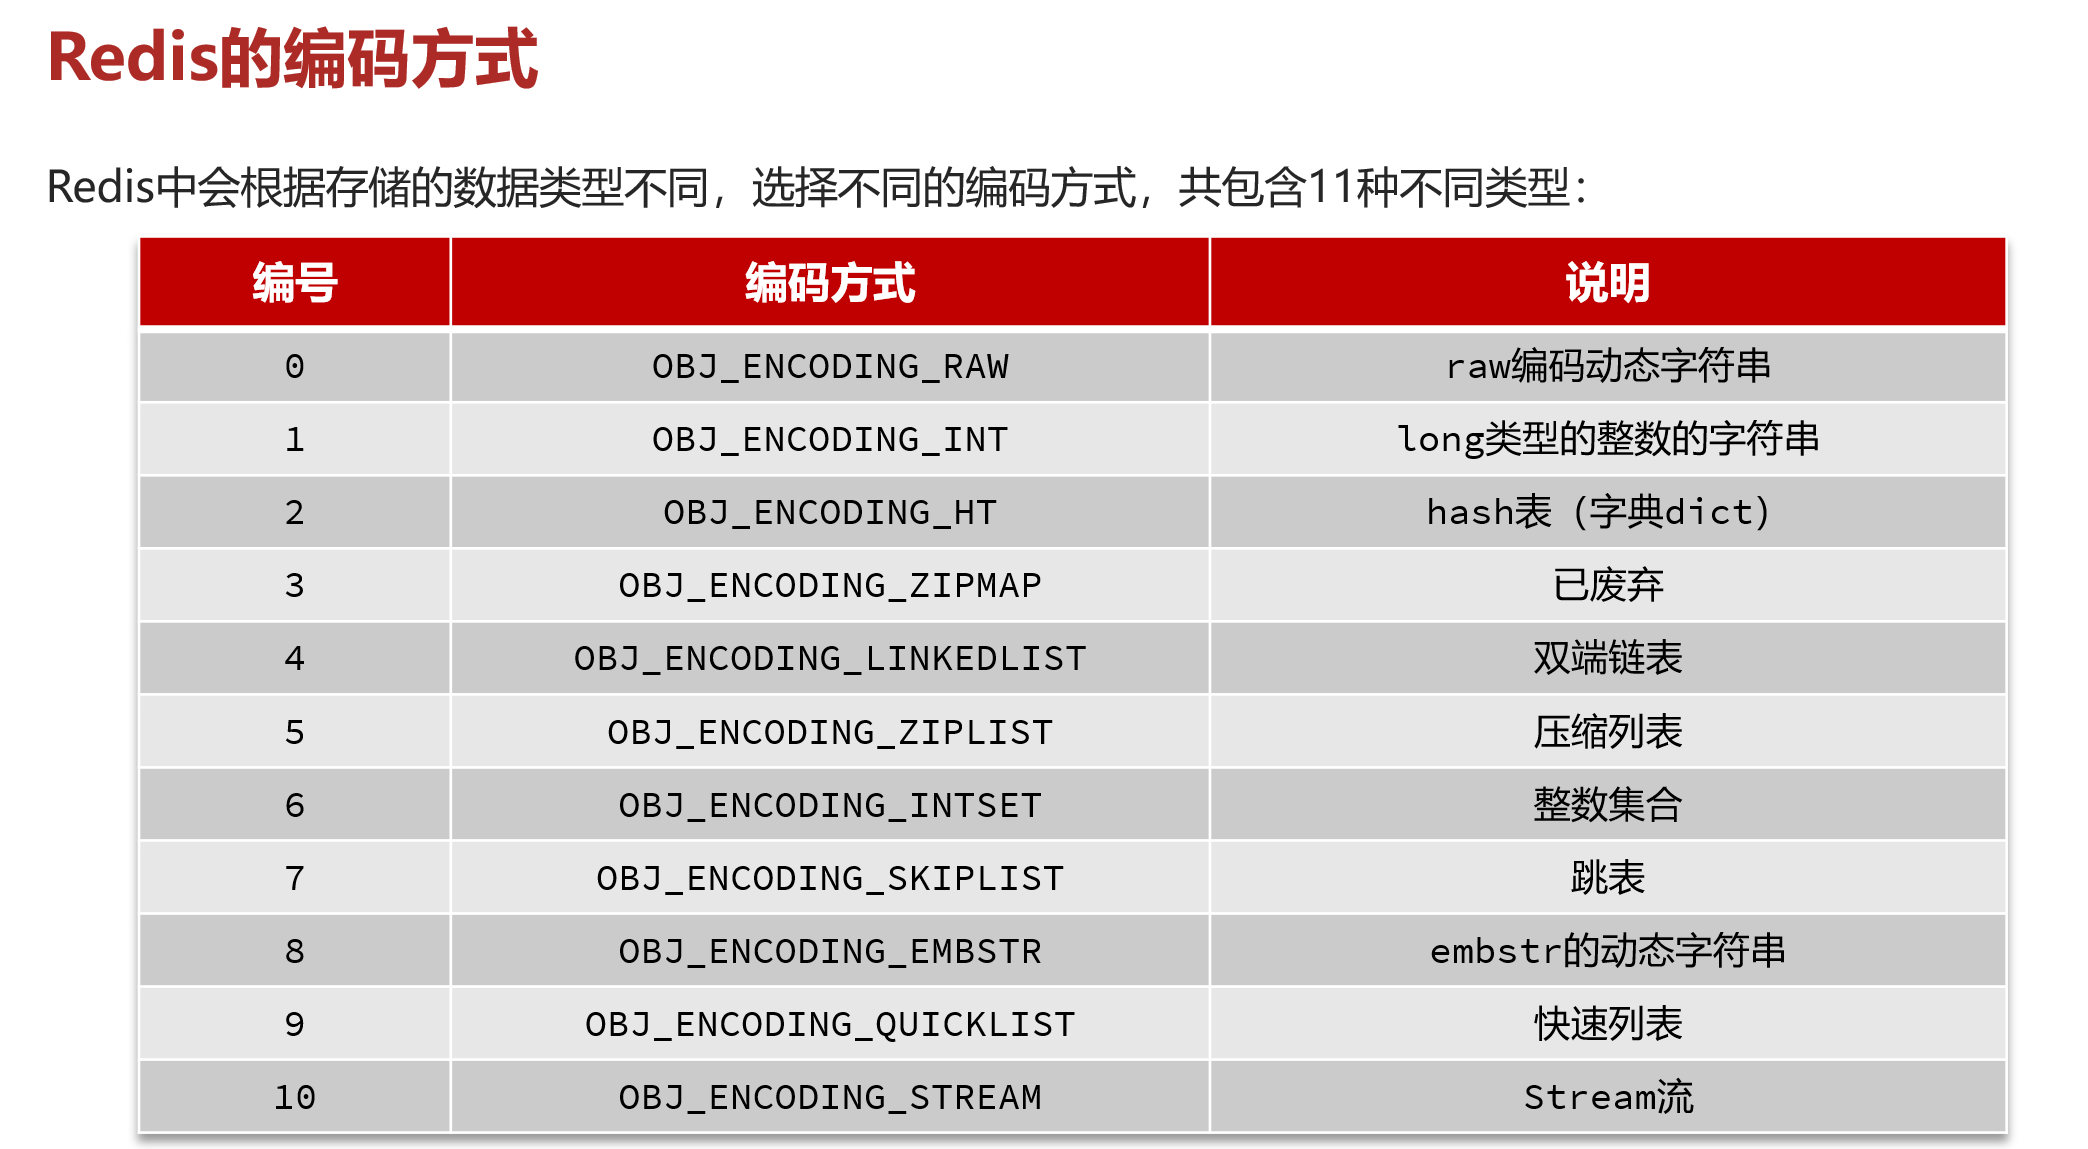 Redis的编码方式
Redis中会根据存储的数据类型不同，选择不同的编码方式，共包含11种不同类型：
编号 编码方式 说明
0 OBJ_ENCODING_RAW raw编码动态字符串
1 OBJ_ENCODING_INT long类型的整数的字符串
2 OBJ_ENCODING_HT hash表（字典dict）
3 OBJ_ENCODING_ZIPMAP 已废弃
4 OBJ_ENCODING_LINKEDLIST 双端链表
5 OBJ_ENCODING_ZIPLIST 压缩列表
6 OBJ_ENCODING_INTSET 整数集合
7 OBJ_ENCODING_SKIPLIST 跳表
8 OBJ_ENCODING_EMBSTR embstr的动态字符串
9 OBJ_ENCODING_QUICKLIST 快速列表
10 OBJ_ENCODING_STREAM Stream流